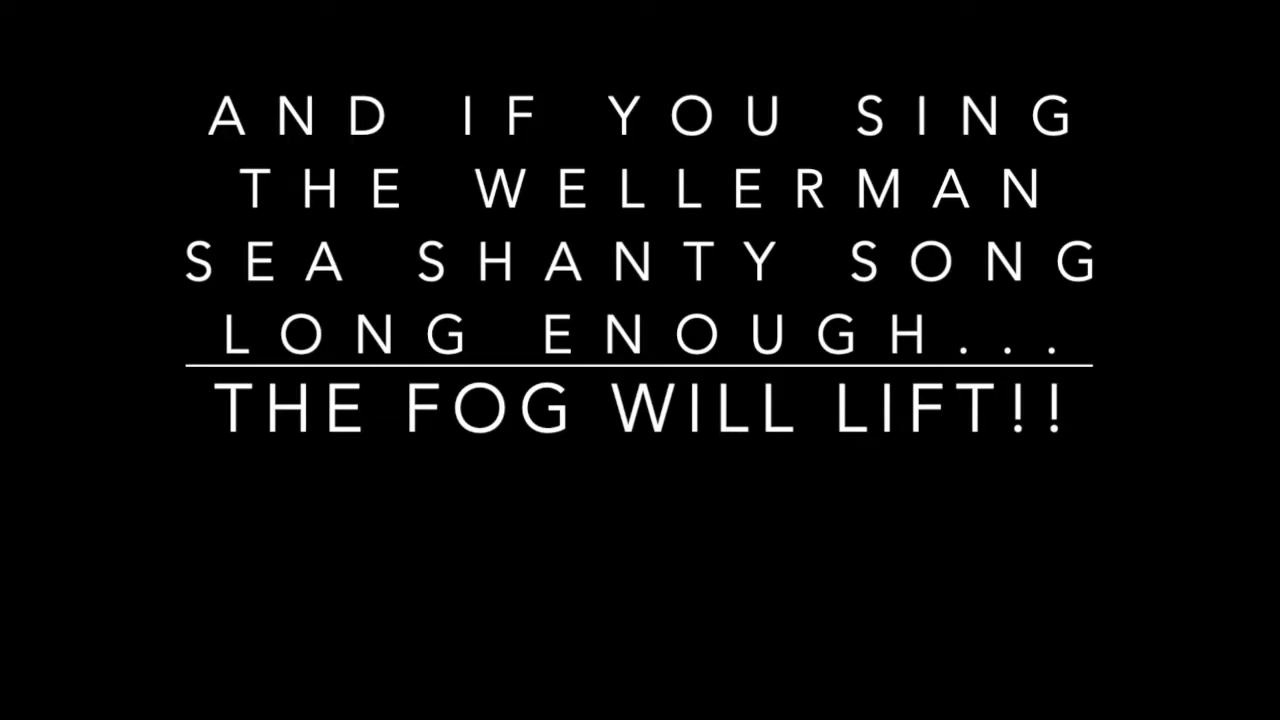 AND IF YOU SING
THE WELLERMAN
SEA SHANTY SONG
LONG ENOUGH...
THE FOG WILL LIFT!!